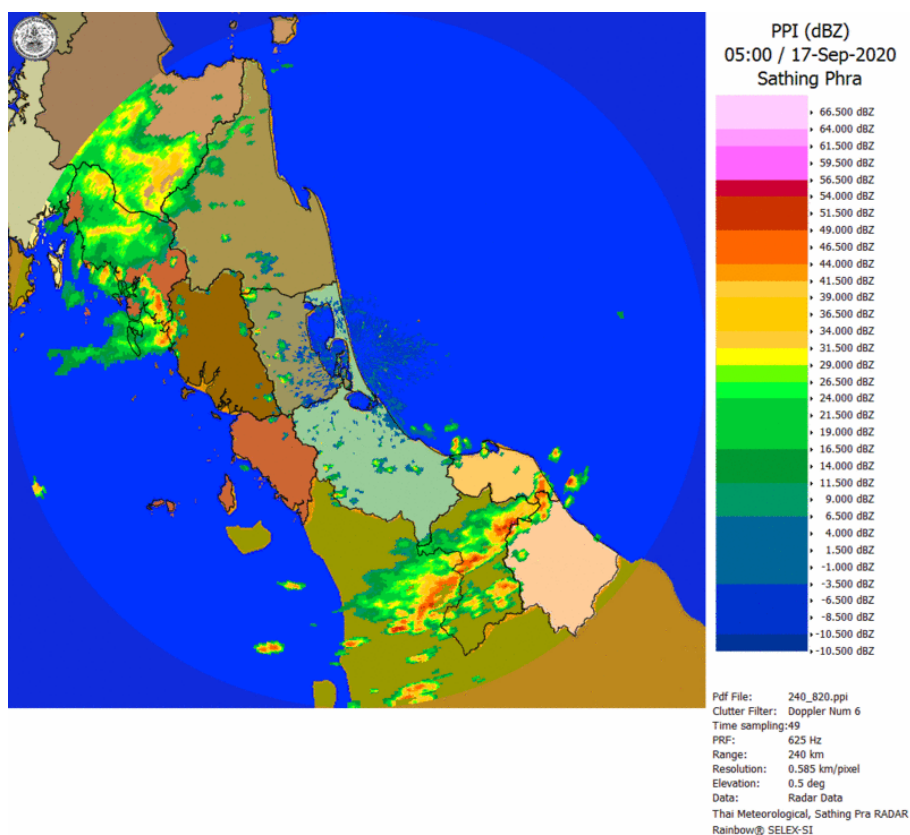 PPI (dBZ)
05:00 / 17-Sep-2020
Sathing Phra
66.500 dBZ
64.000 dBZ
61.500 dBZ
59.500 dBZ
56.500 dBZ
54.000 dBZ
51.500 dBZ
49.000 dBZ
46.500 dBZ
44.000 dBZ
41.500 dBZ
39.000 dBZ
36.500 dBZ
34.000 dBZ
31.500 dBZ
29.000 dBZ
26.500 dBZ
24.000 dBZ
21.500 dBZ
19.000 dBZ
16.500 dBZ
14.000 dBZ
11.500 dBZ
9.000 dBZ
6.500 dBZ
4.000 dBZ
1.500 dBZ
-1.000 dBZ
-3.500 dBZ
-6.500 dBZ
-8.500 dBZ
-10.500 dBZ
-10.500 dBZ
Pdf File: 240_820.ppi
Clutter Filter: Doppler Num 6
Time sampling:49
PRF: 625 Hz
Range: 240 km
Resolution: 0.585 km/pixel
Elevation: 0.5 deg
Data: Radar Data
Thai Meteorological, Sathing Pra RADAR
Rainbow® SELEX-SI